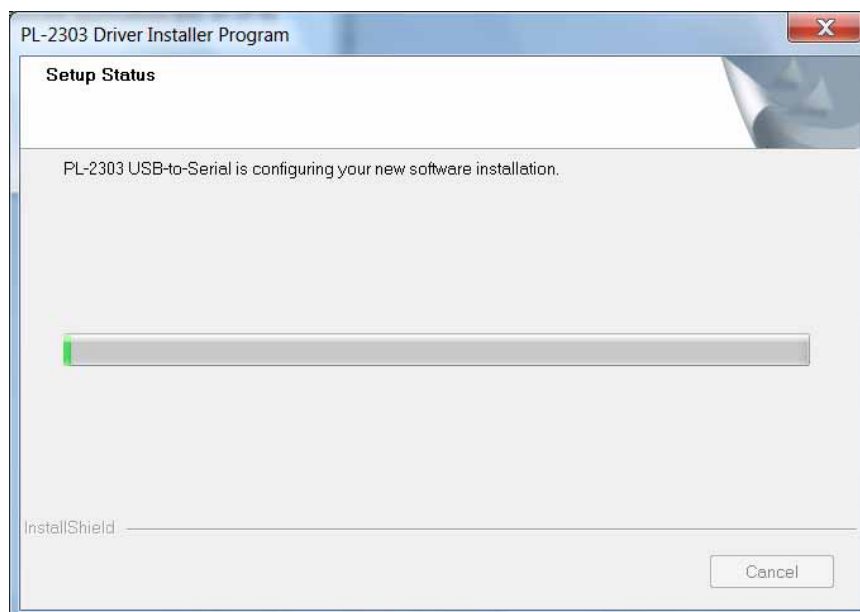 PL-2303 Driver Installer Program
Setup Status
PL-2303 USB-to-Serial is configuring your new software installation.
InstallShield
Cancel